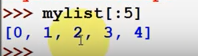 >>> mylist[:5]
[0, 1, 2, 3, 4]
>>>